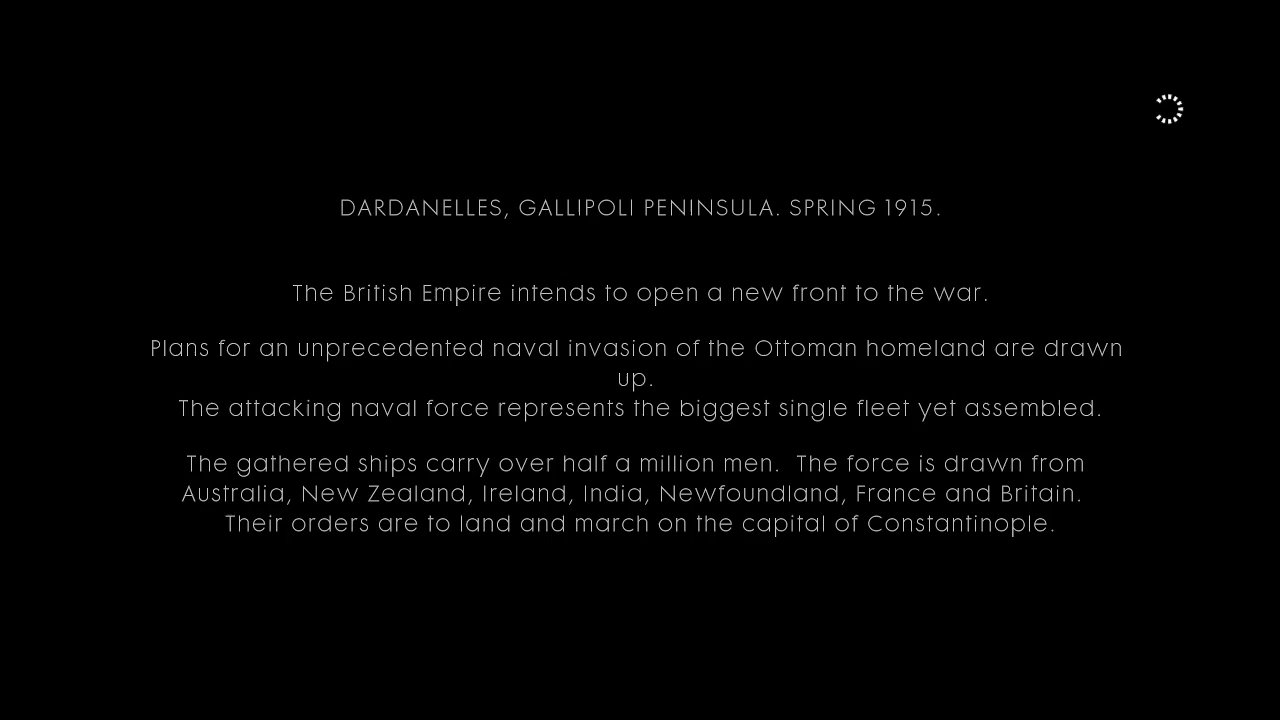 DARDANELLES, GALLIPOLI PENINSULA. SPRING 1915.
The British Empire intends to open a new front to the war.
Plans for an unprecedented naval invasion of the Ottoman homeland are drawn
up.
The attacking naval force represents the biggest single fleet yet assembled.
The gathered ships carry over half a million men.  The force is drawn from
Australia, New Zealand, Ireland, India, Newfoundland, France and Britain.
Their orders are to land and march on the capital of Constantinople.